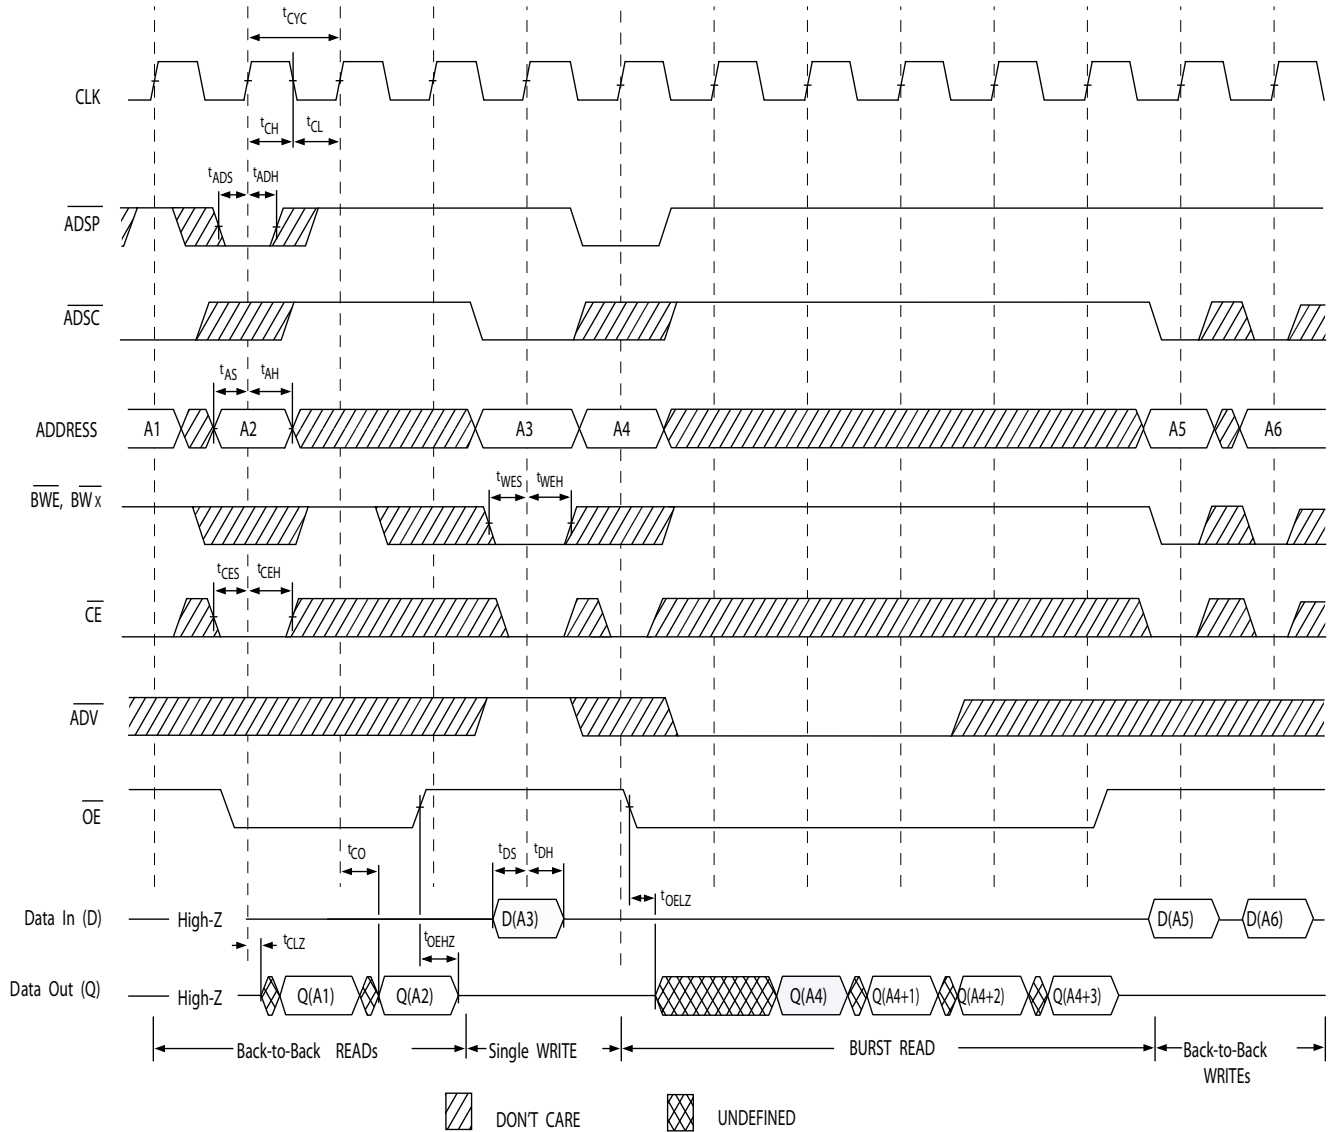 tCYC
CLK
tCH
tCL
tADS
tADH
ADSP
ADSC
tAS
tAH
ADDRESS
A1
A2
A3
A4
A5
A6
tWES
tWEH
BWE, BWX
tCES
tCEH
CE
ADV
OE
tCO
tDS
tDH
tOELZ
Data In (D)
High-Z
D(A3)
D(A5)
D(A6)
tCLZ
tOEHZ
Data Out (Q)
High-Z
Q(A1)
Q(A2)
Q(A4)
Q(A4+1)
Q(A4+2)
Q(A4+3)
Back-to-Back READs
Single WRITE
BURST READ
Back-to-Back
WRITEs
DON'T CARE
UNDEFINED